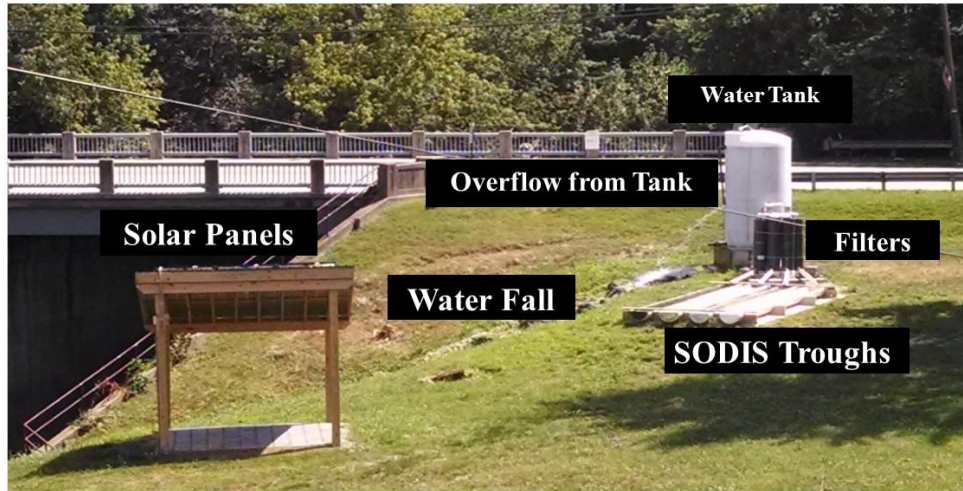 Water Tank
Overflow from Tank
Solar Panels
Filters
Water Fall
SODIS Troughs